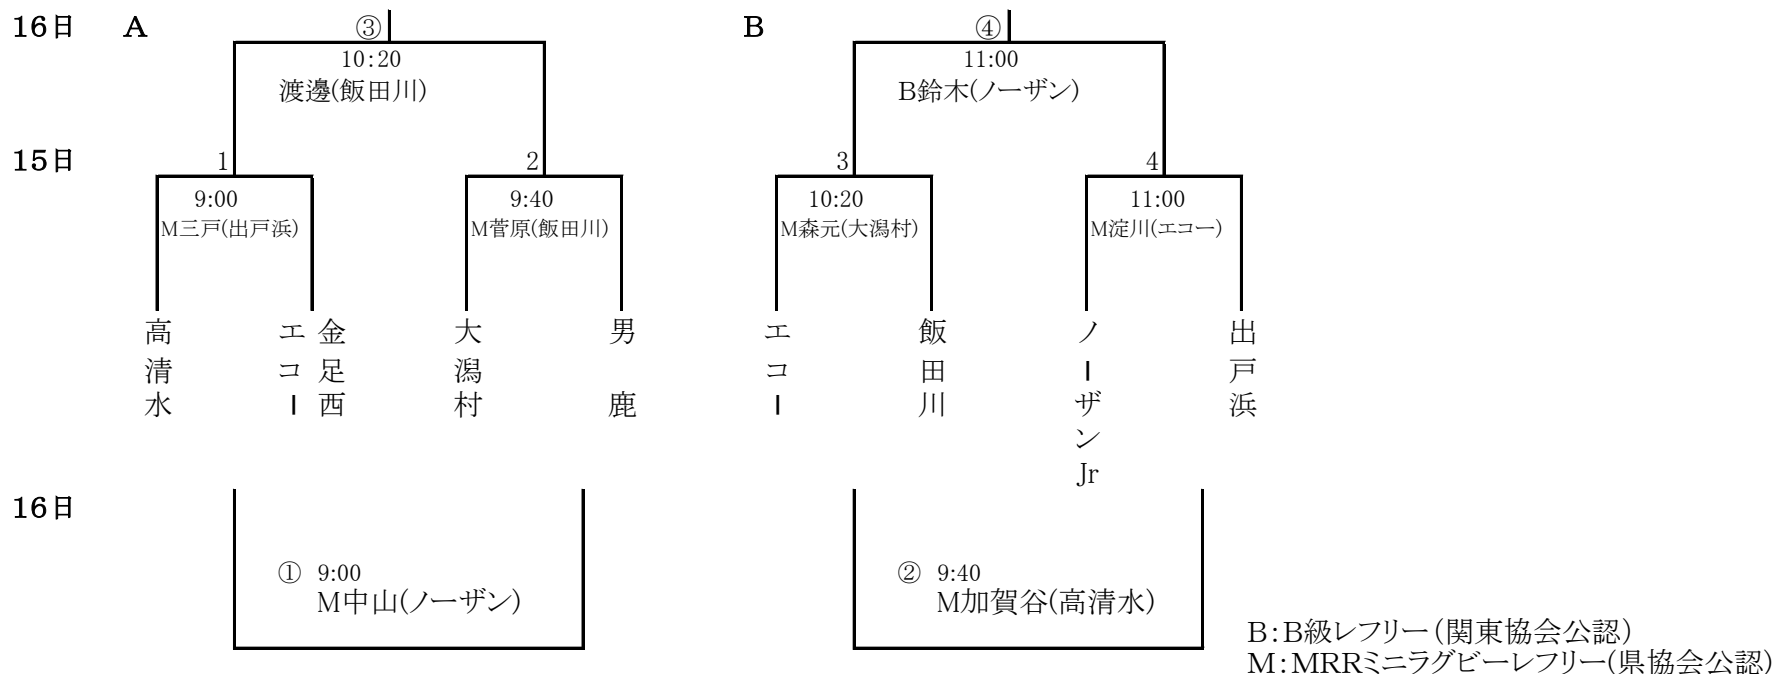 16日 A ③ B ④
10:20 11:00
渡邊(飯田川) B鈴木(ノーザン)
15日 1 2 3 4
9:00 9:40 10:20 11:00
M三戸(出戸浜) M菅原(飯田川) M森元(大潟村) M淀川(エコー)
高清水
エコー
金足西
大潟村
男鹿
エコー
飯田川
ノーザンJr
出戸浜
16日
① 9:00 ② 9:40
M中山(ノーザン) M加賀谷(高清水)
B:B級レフリー(関東協会公認)
M:MRRミニラグビーレフリー(県協会公認)